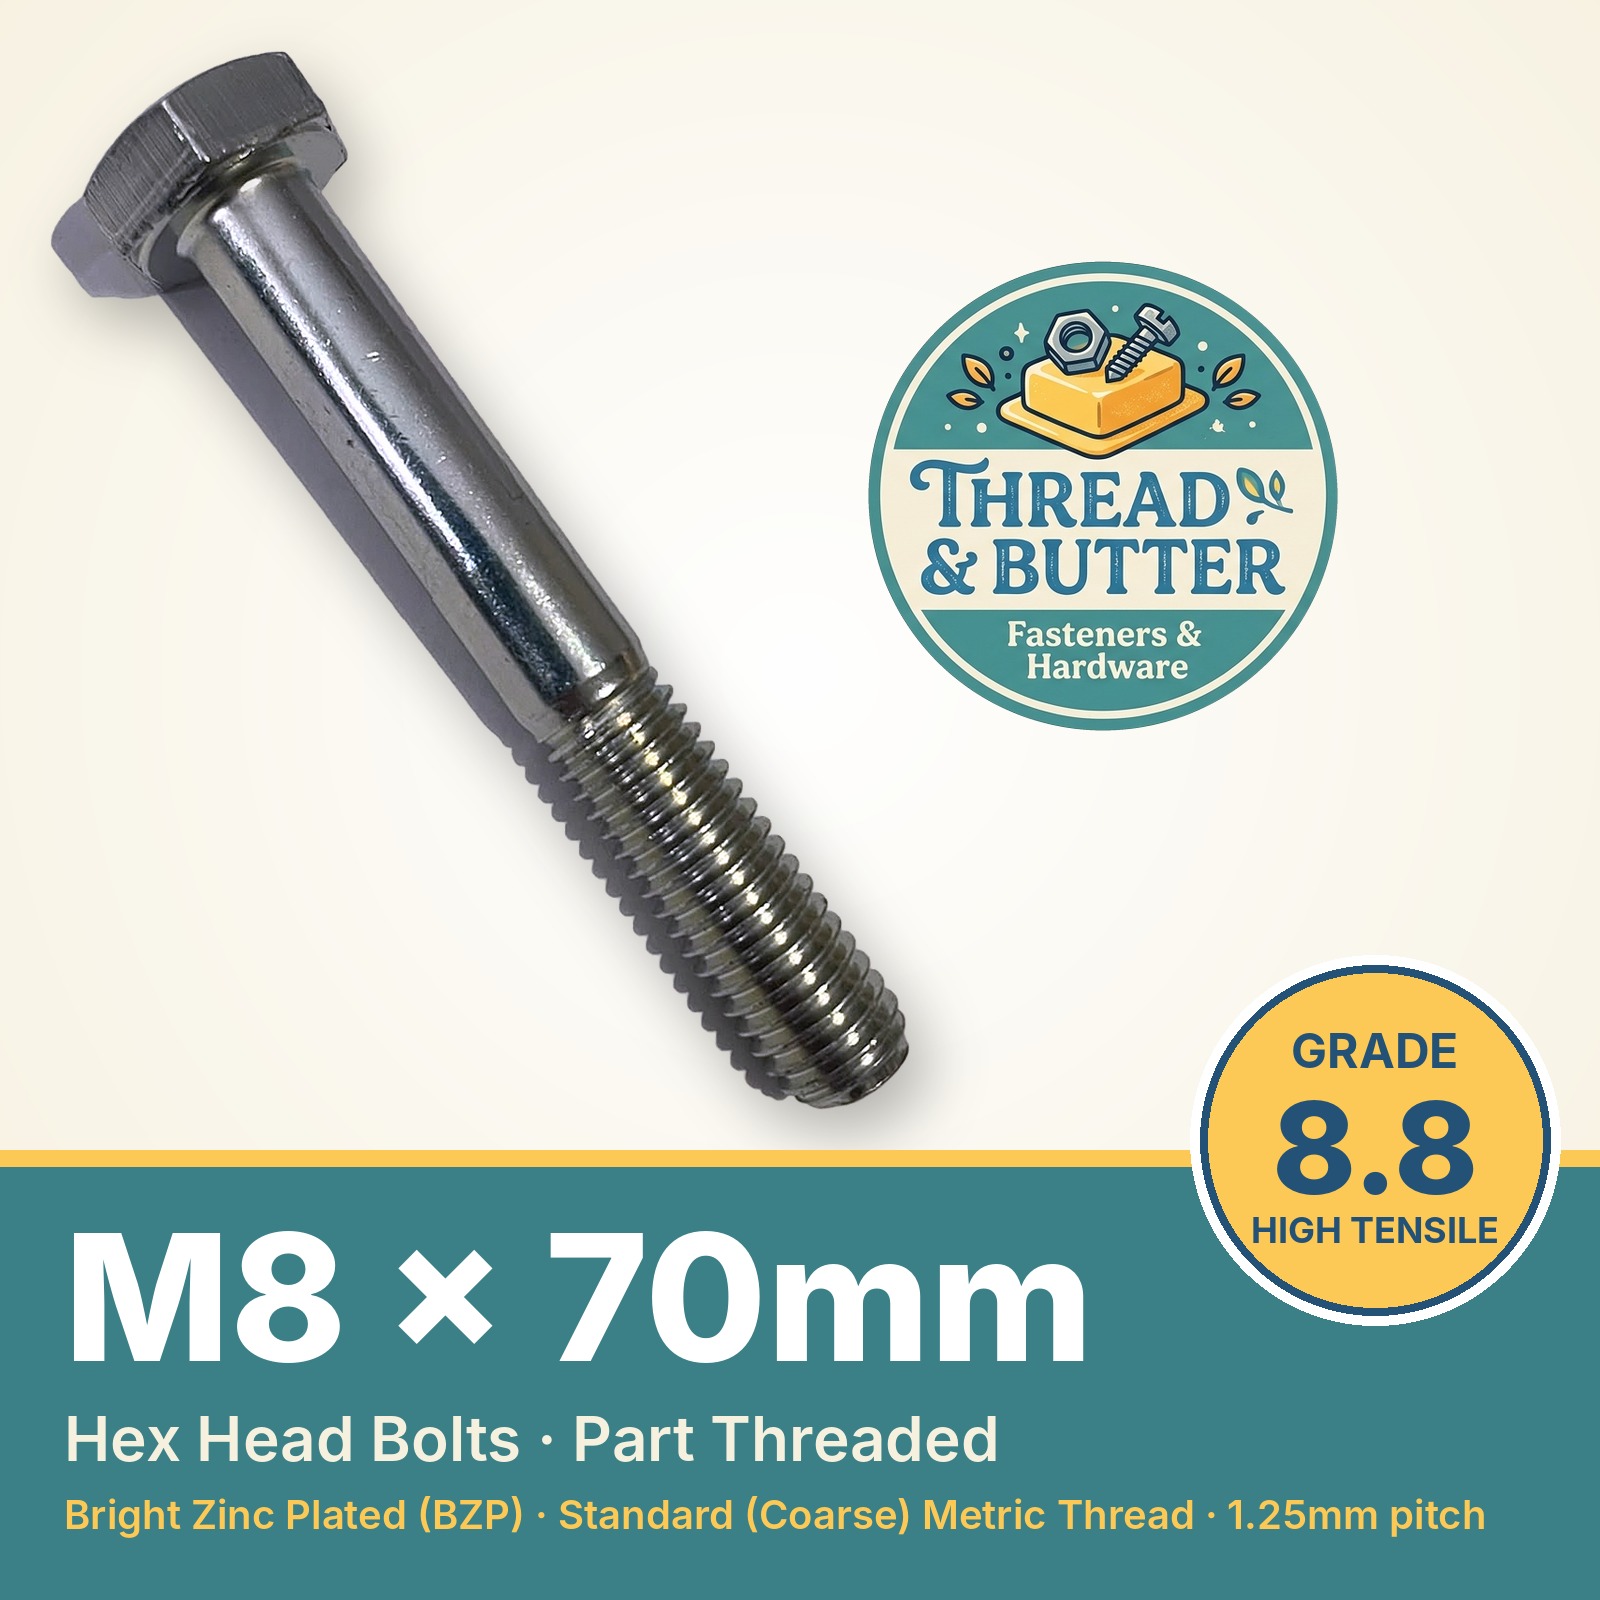 THREAD
& BUTTER
Fasteners &
Hardware
GRADE
8.8
HIGH TENSILE
M8 × 70mm
Hex Head Bolts · Part Threaded
Bright Zinc Plated (BZP) · Standard (Coarse) Metric Thread · 1.25mm pitch